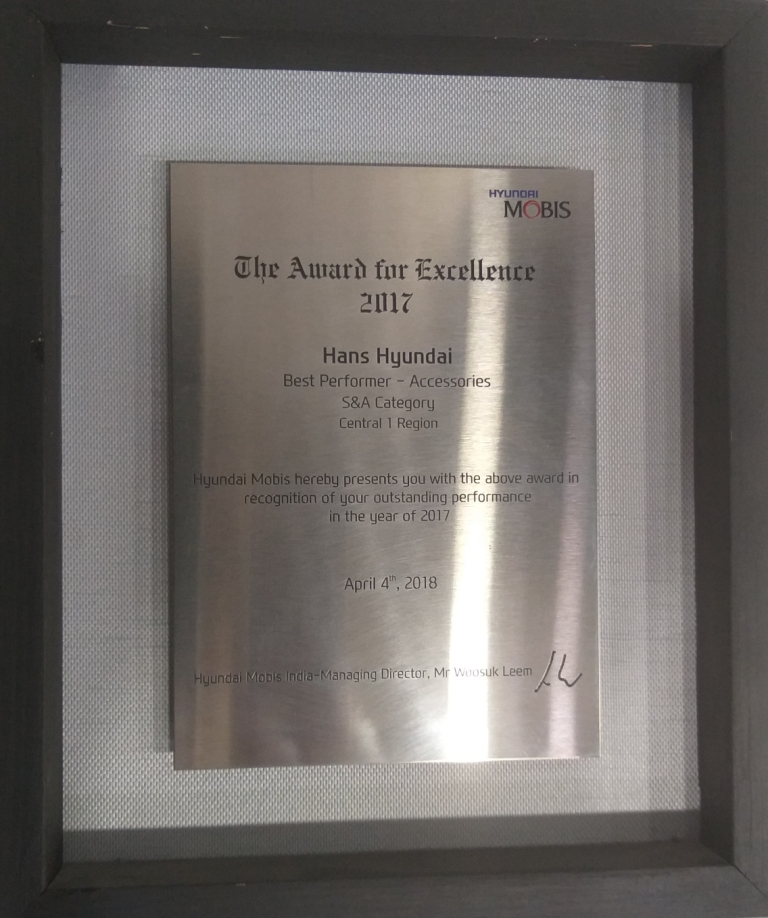 HYUNDAI
MOBIS
The Award for Excellence
2017
Hans Hyundai
Best Performer – Accessories
S&A Category
Central 1 Region
Hyundai Mobis hereby presents you with the above award in
recognition of your outstanding performance
in the year of 2017
April 4th, 2018
Hyundai Mobis India-Managing Director, Mr Woosuk Leem